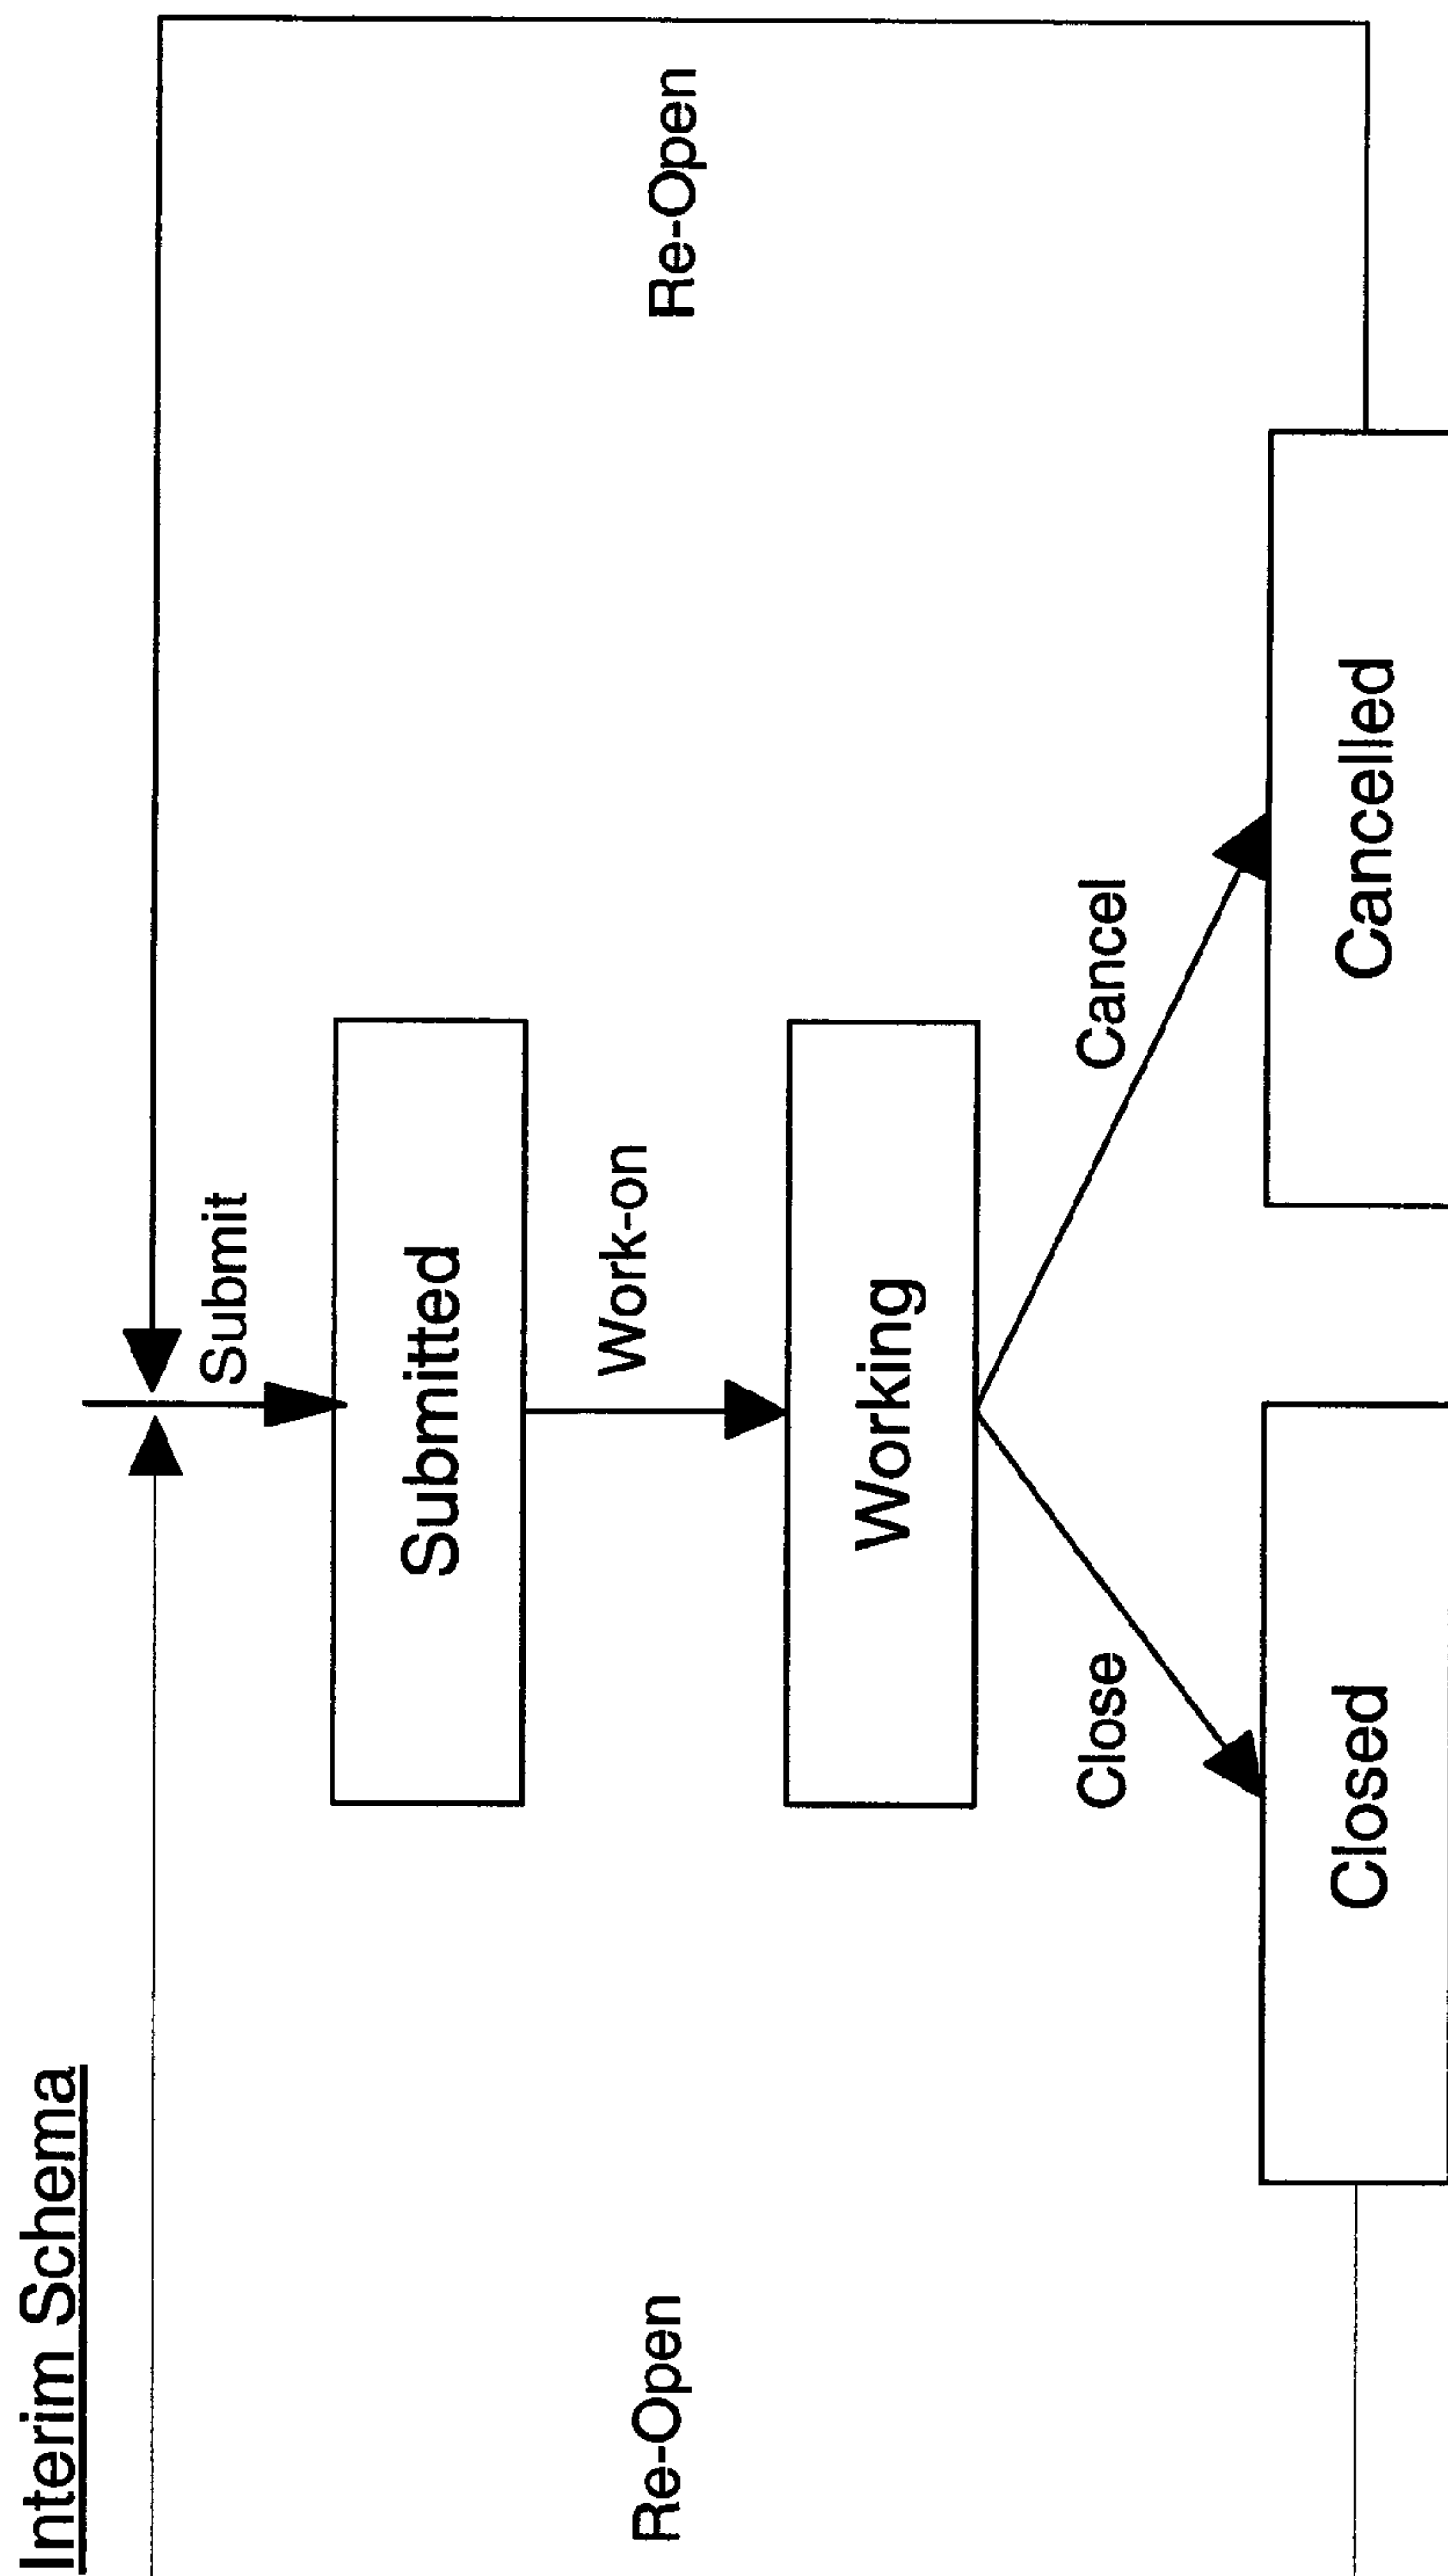 Interim Schema
Submit
Submitted
Re-Open
Work-on
Re-Open
Working
Close
Cancel
Closed
Cancelled